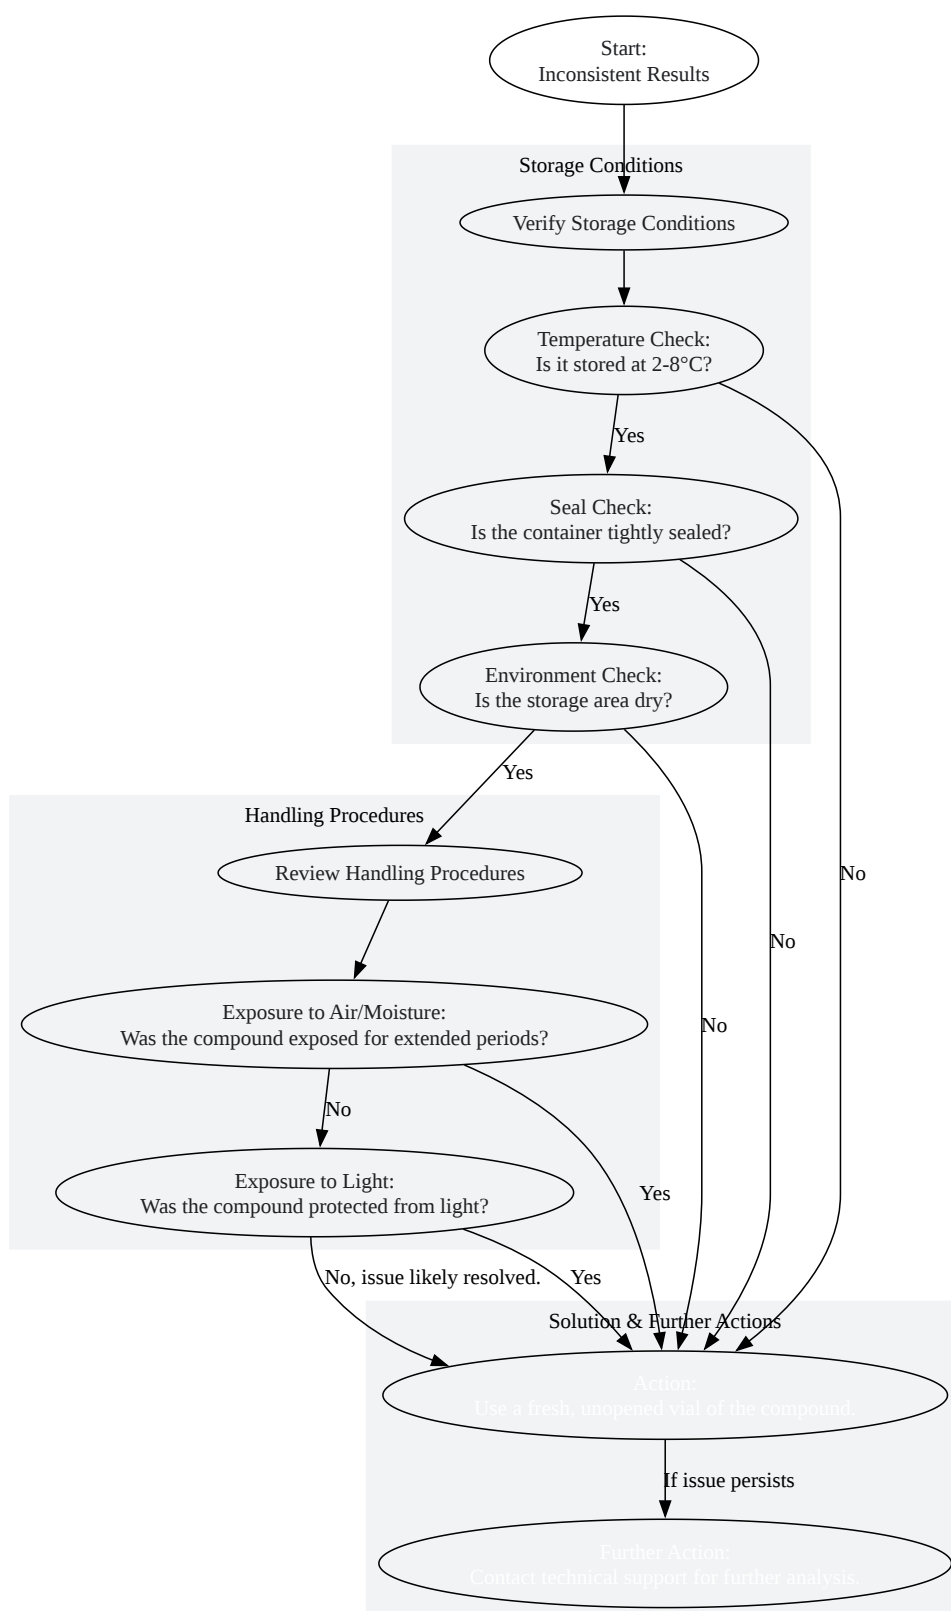 Start:
Inconsistent Results
Storage Conditions
Verify Storage Conditions
Temperature Check:
Is it stored at 2-8°C?
Yes
Seal Check:
Is the container tightly sealed?
Yes
Environment Check:
Is the storage area dry?
Yes
Handling Procedures
Review Handling Procedures
No
No
Exposure to Air/Moisture:
Was the compound exposed for extended periods?
No
No
Exposure to Light:
Was the compound protected from light?
Yes
No, issue likely resolved.
Yes
Solution & Further Actions
Action:
Use a fresh, unopened vial of the compound.
If issue persists
Further Action:
Contact technical support for further analysis.